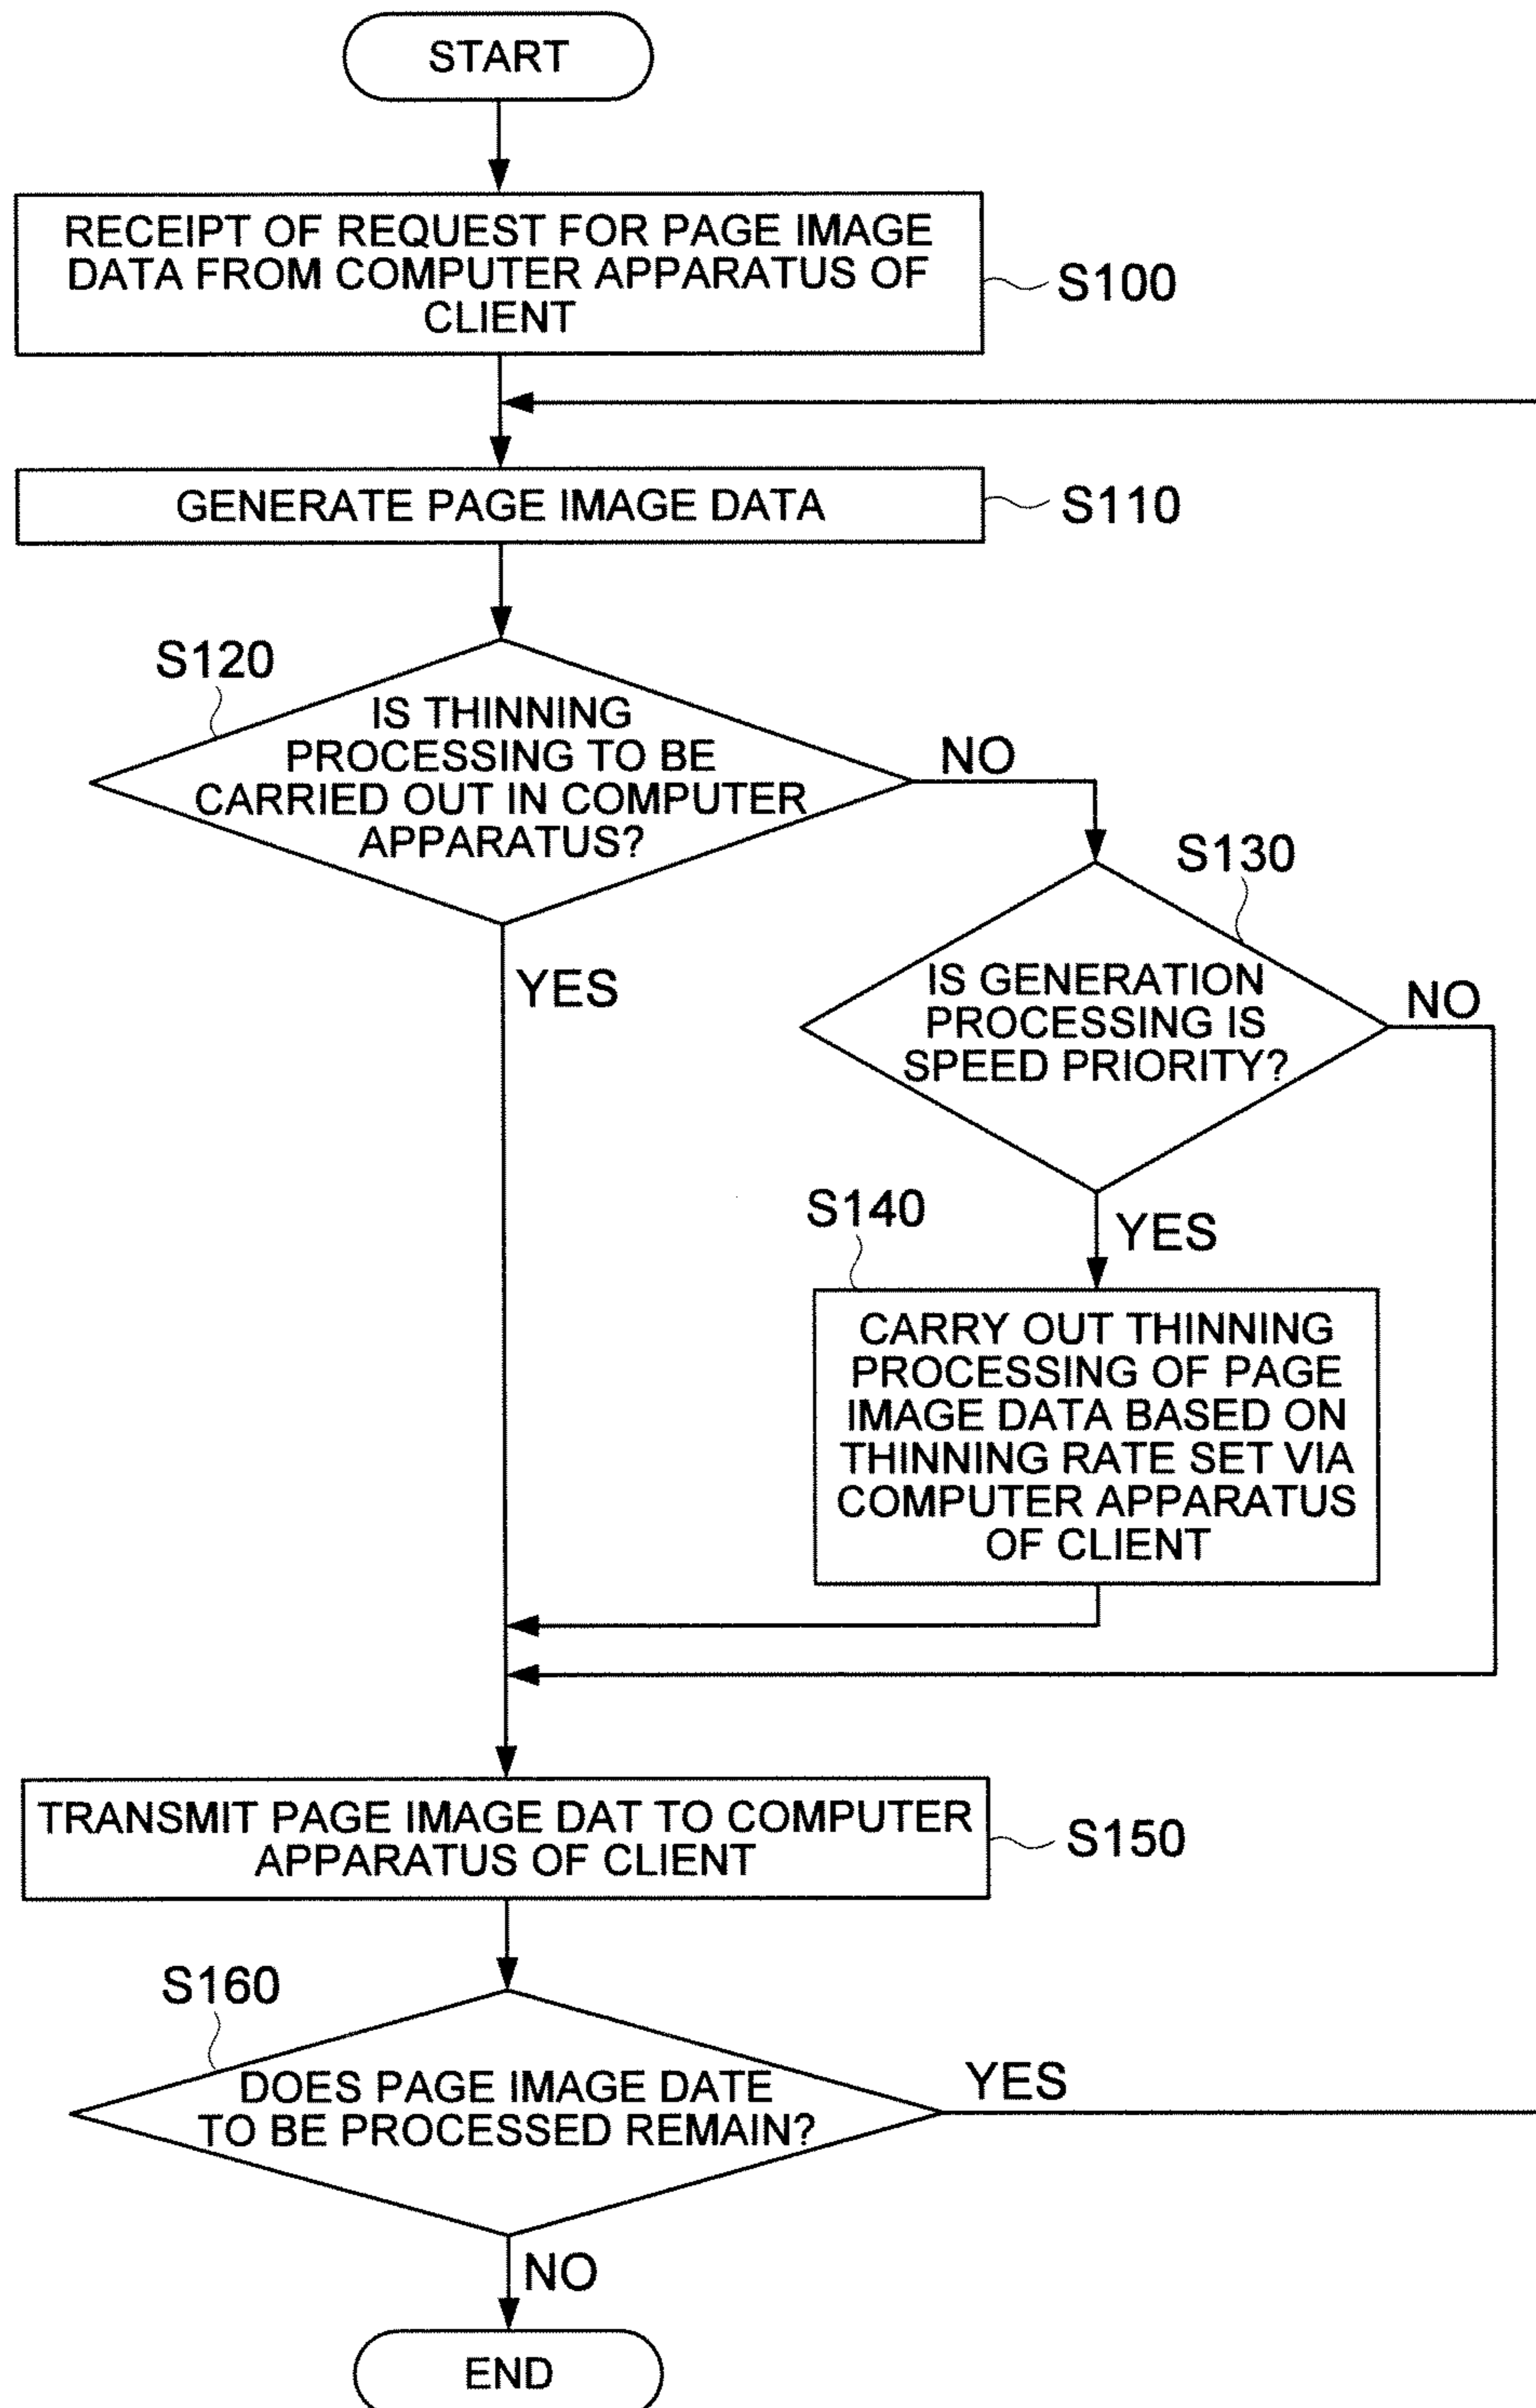 START
RECEIPT OF REQUEST FOR PAGE IMAGE
DATA FROM COMPUTER APPARATUS OF
CLIENT
S100
GENERATE PAGE IMAGE DATA
S110
S120
IS THINNING
PROCESSING TO BE
CARRIED OUT IN COMPUTER
APPARATUS?
NO
YES
S130
IS GENERATION
PROCESSING IS
SPEED PRIORITY?
NO
YES
S140
CARRY OUT THINNING
PROCESSING OF PAGE
IMAGE DATA BASED ON
THINNING RATE SET VIA
COMPUTER APPARATUS
OF CLIENT
TRANSMIT PAGE IMAGE DAT TO COMPUTER
APPARATUS OF CLIENT
S150
S160
DOES PAGE IMAGE DATE
TO BE PROCESSED REMAIN?
YES
NO
END